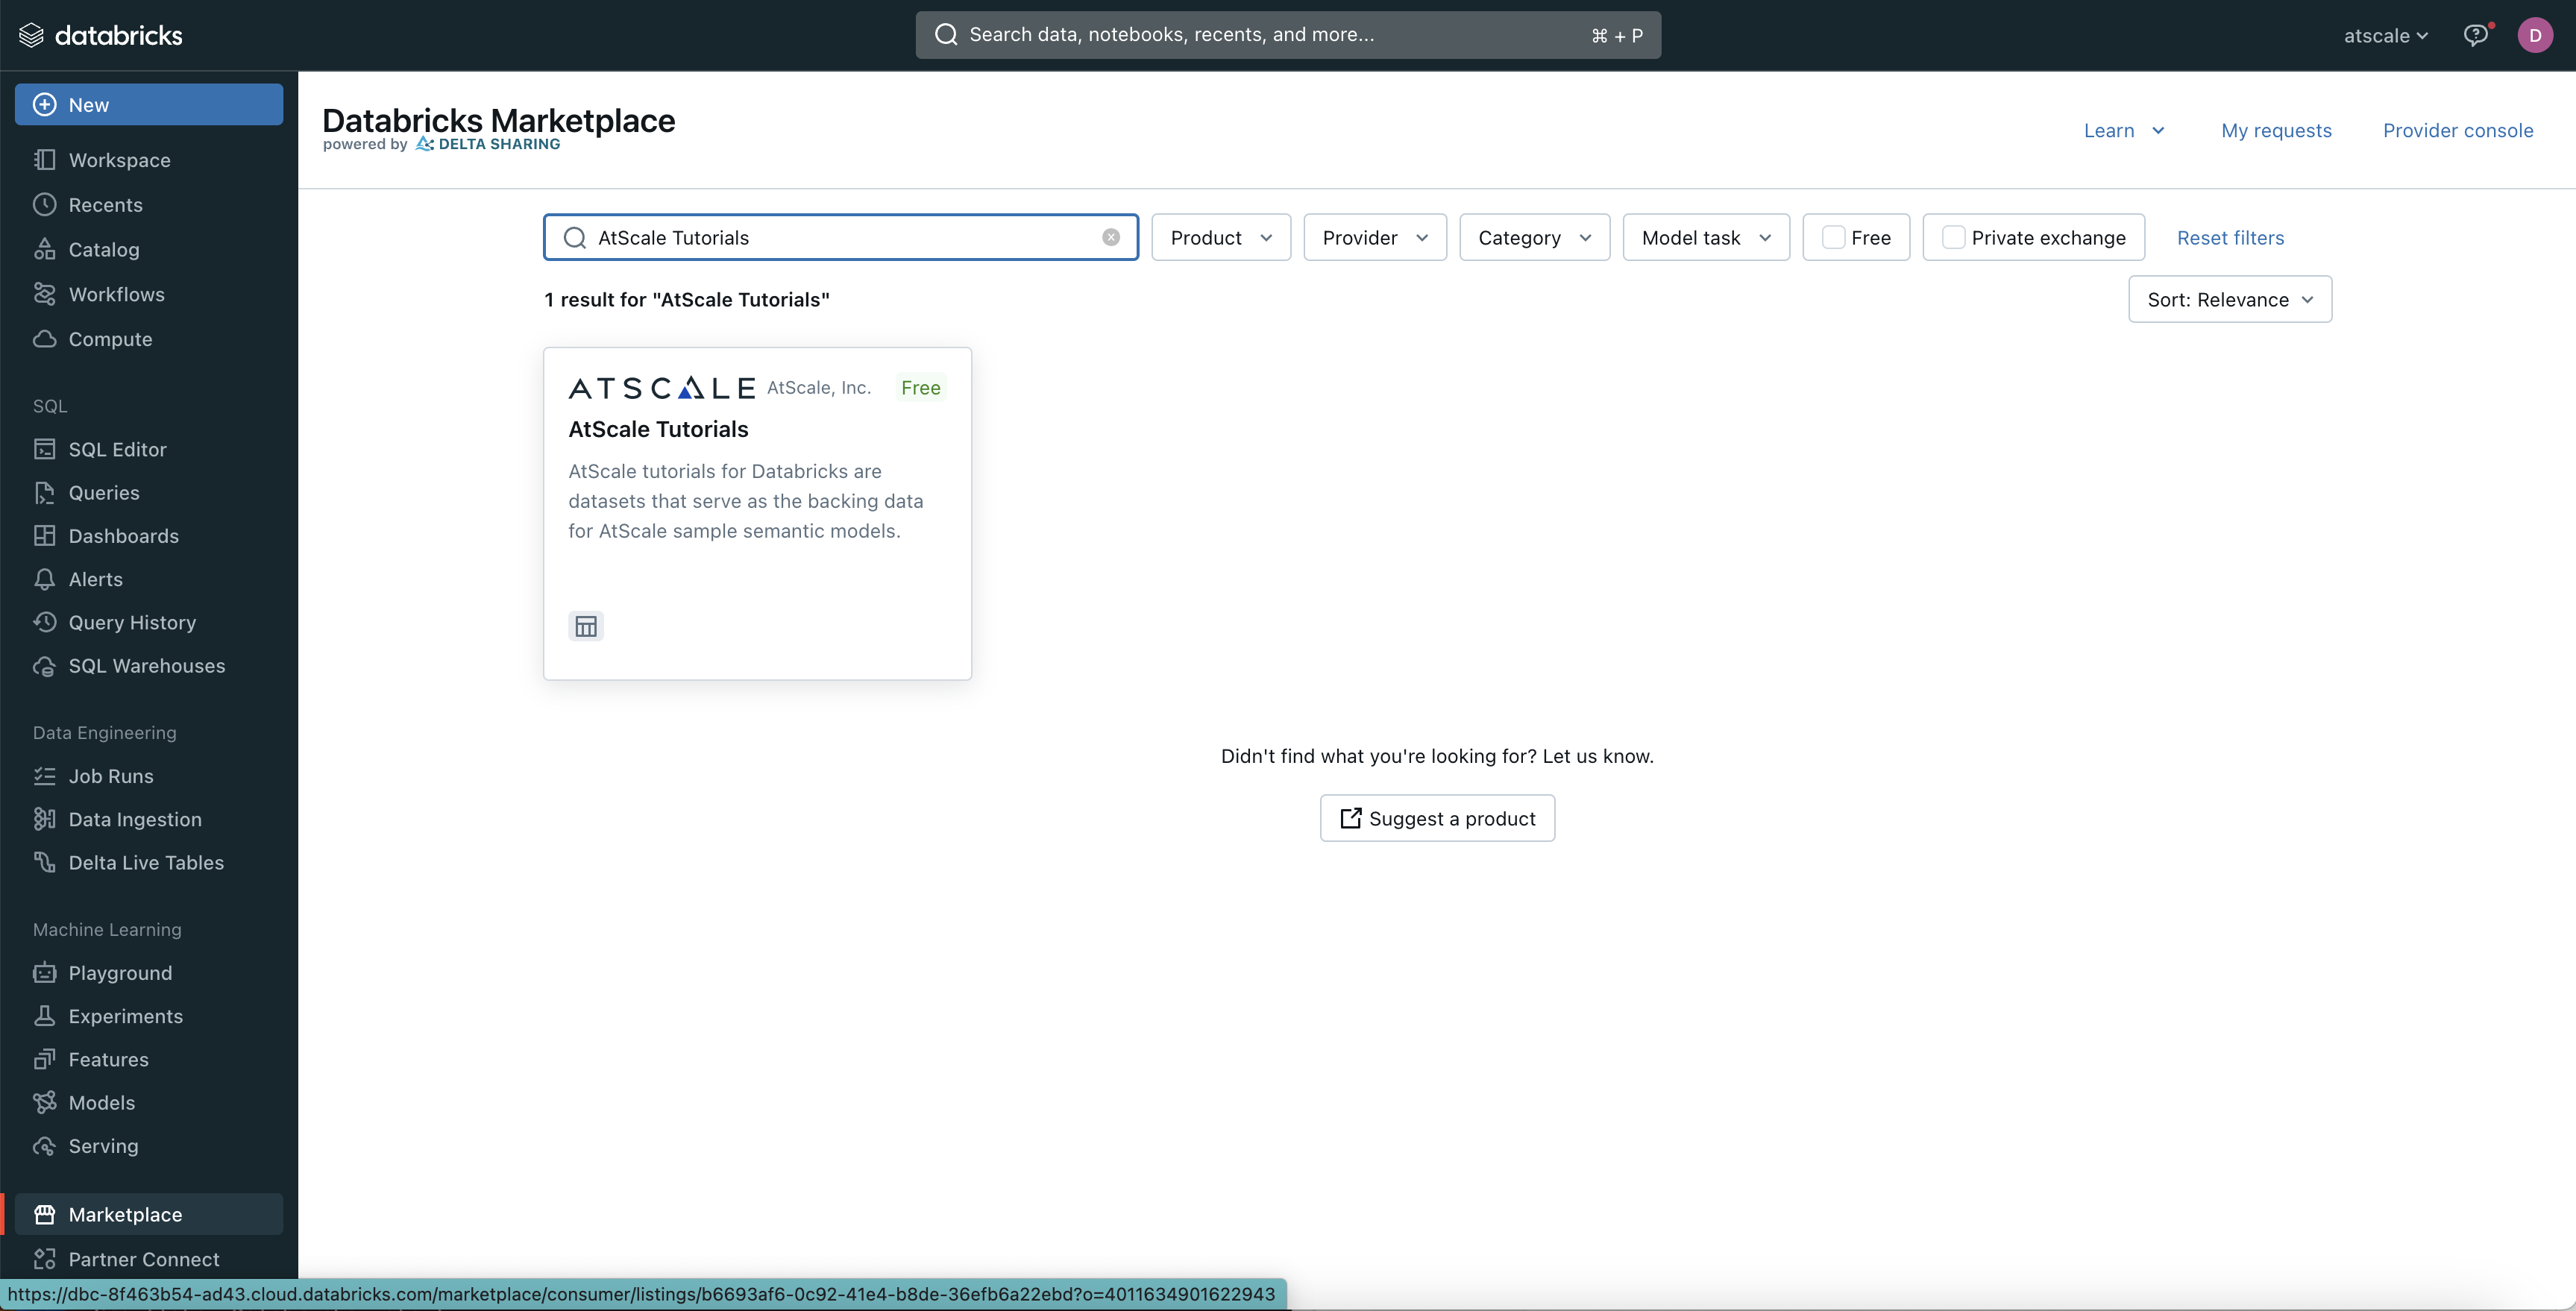 databricks
Search data, notebooks, recents, and more...
⌘ + P
atscale
D
New
Workspace
Recents
Catalog
Workflows
Compute
SQL
SQL Editor
Queries
Dashboards
Alerts
Query History
SQL Warehouses
Data Engineering
Job Runs
Data Ingestion
Delta Live Tables
Machine Learning
Playground
Experiments
Features
Models
Serving
Marketplace
Partner Connect
Databricks Marketplace
powered by DELTA SHARING
Learn
My requests
Provider console
AtScale Tutorials
Product
Provider
Category
Model task
Free
Private exchange
Reset filters
1 result for "AtScale Tutorials"
Sort: Relevance
ATSCALE AtScale, Inc. Free
AtScale Tutorials
AtScale tutorials for Databricks are
datasets that serve as the backing data
for AtScale sample semantic models.
Didn't find what you're looking for? Let us know.
Suggest a product
https://dbc-8f463b54-ad43.cloud.databricks.com/marketplace/consumer/listings/b6693af6-0c92-41e4-b8de-36efb6a22ebd?o=4011634901622943